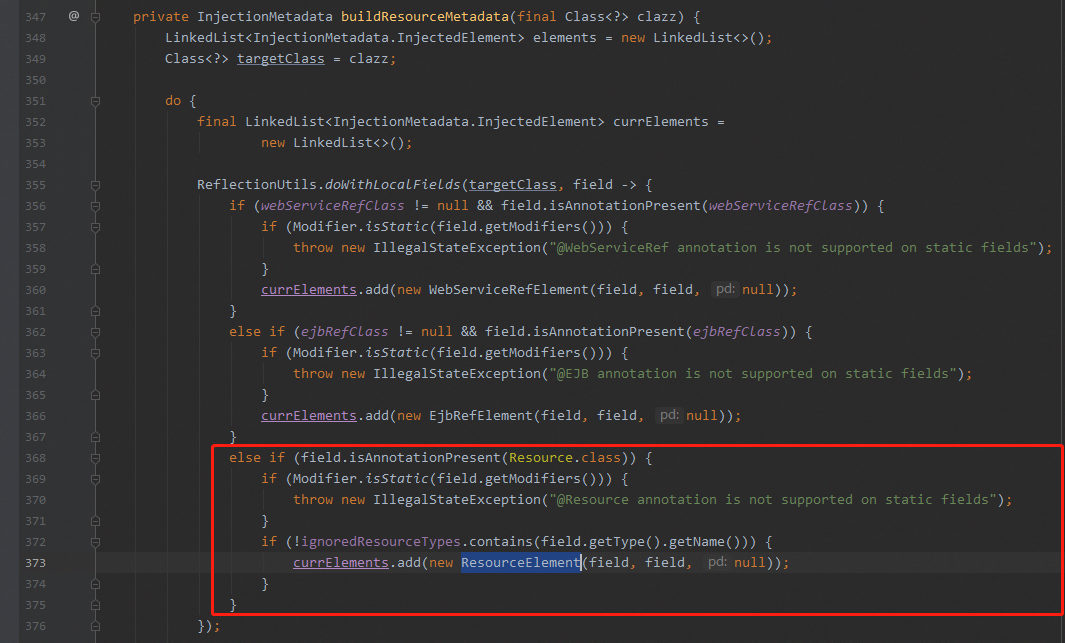 347 @ private InjectionMetadata buildResourceMetadata(final Class<?> clazz) {
348 LinkedList<InjectionMetadata.InjectedElement> elements = new LinkedList<>();
349 Class<?> targetClass = clazz;
350
351 do {
352 final LinkedList<InjectionMetadata.InjectedElement> currElements =
353 new LinkedList<>();
354
355 ReflectionUtils.doWithLocalFields(targetClass, field -> {
356 if (webServiceRefClass != null && field.isAnnotationPresent(webServiceRefClass)) {
357 if (Modifier.isStatic(field.getModifiers())) {
358 throw new IllegalStateException("@WebServiceRef annotation is not supported on static fields");
359 }
360 currElements.add(new WebServiceRefElement(field, field, pd: null));
361 }
362 else if (ejbRefClass != null && field.isAnnotationPresent(ejbRefClass)) {
363 if (Modifier.isStatic(field.getModifiers())) {
364 throw new IllegalStateException("@EJB annotation is not supported on static fields");
365 }
366 currElements.add(new EjbRefElement(field, field, pd: null));
367 }
368 else if (field.isAnnotationPresent(Resource.class)) {
369 if (Modifier.isStatic(field.getModifiers())) {
370 throw new IllegalStateException("@Resource annotation is not supported on static fields");
371 }
372 if (!ignoredResourceTypes.contains(field.getType().getName())) {
373 currElements.add(new ResourceElement(field, field, pd: null));
374 }
375 }
376 });